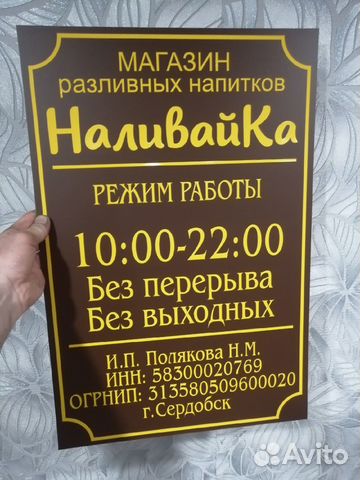 МАГАЗИН
разливных напитков
НаливайКа
РЕЖИМ РАБОТЫ
10:00-22:00
Без перерыва
Без выходных
И.П. Полякова Н.М.
ИНН: 58300020769
ОГРНИП: 313580509600020
г.Сердобск
Avito